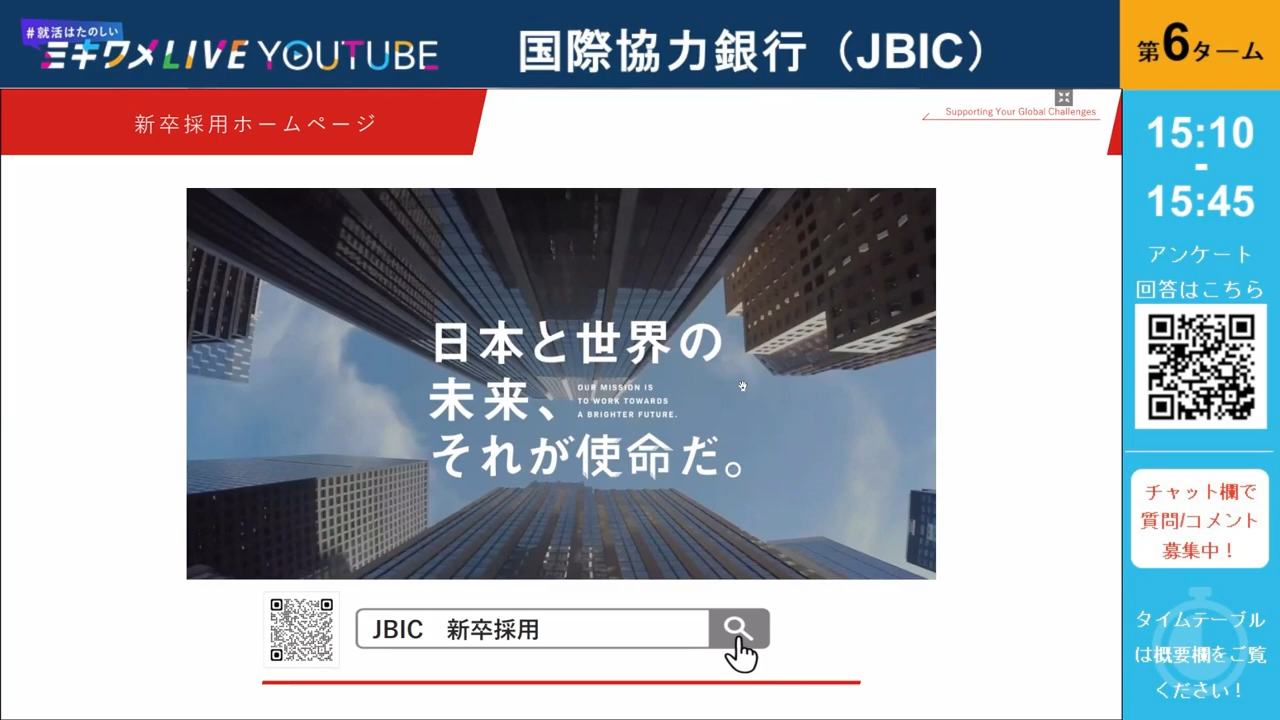 #就活はたのしい
ミキワメLIVE YOUTUBE
国際協力銀行（JBIC）
第6ターム
新卒採用ホームページ
Supporting Your Global Challenges
15:10
-
15:45
アンケート
回答はこちら
日本と世界の
未来、
OUR MISSION IS
TO WORK TOWARDS
A BRIGHTER FUTURE.
それが使命だ。
チャット欄で
質問/コメント
募集中！
JBIC　新卒採用
タイムテーブル
は概要欄をご覧
ください！